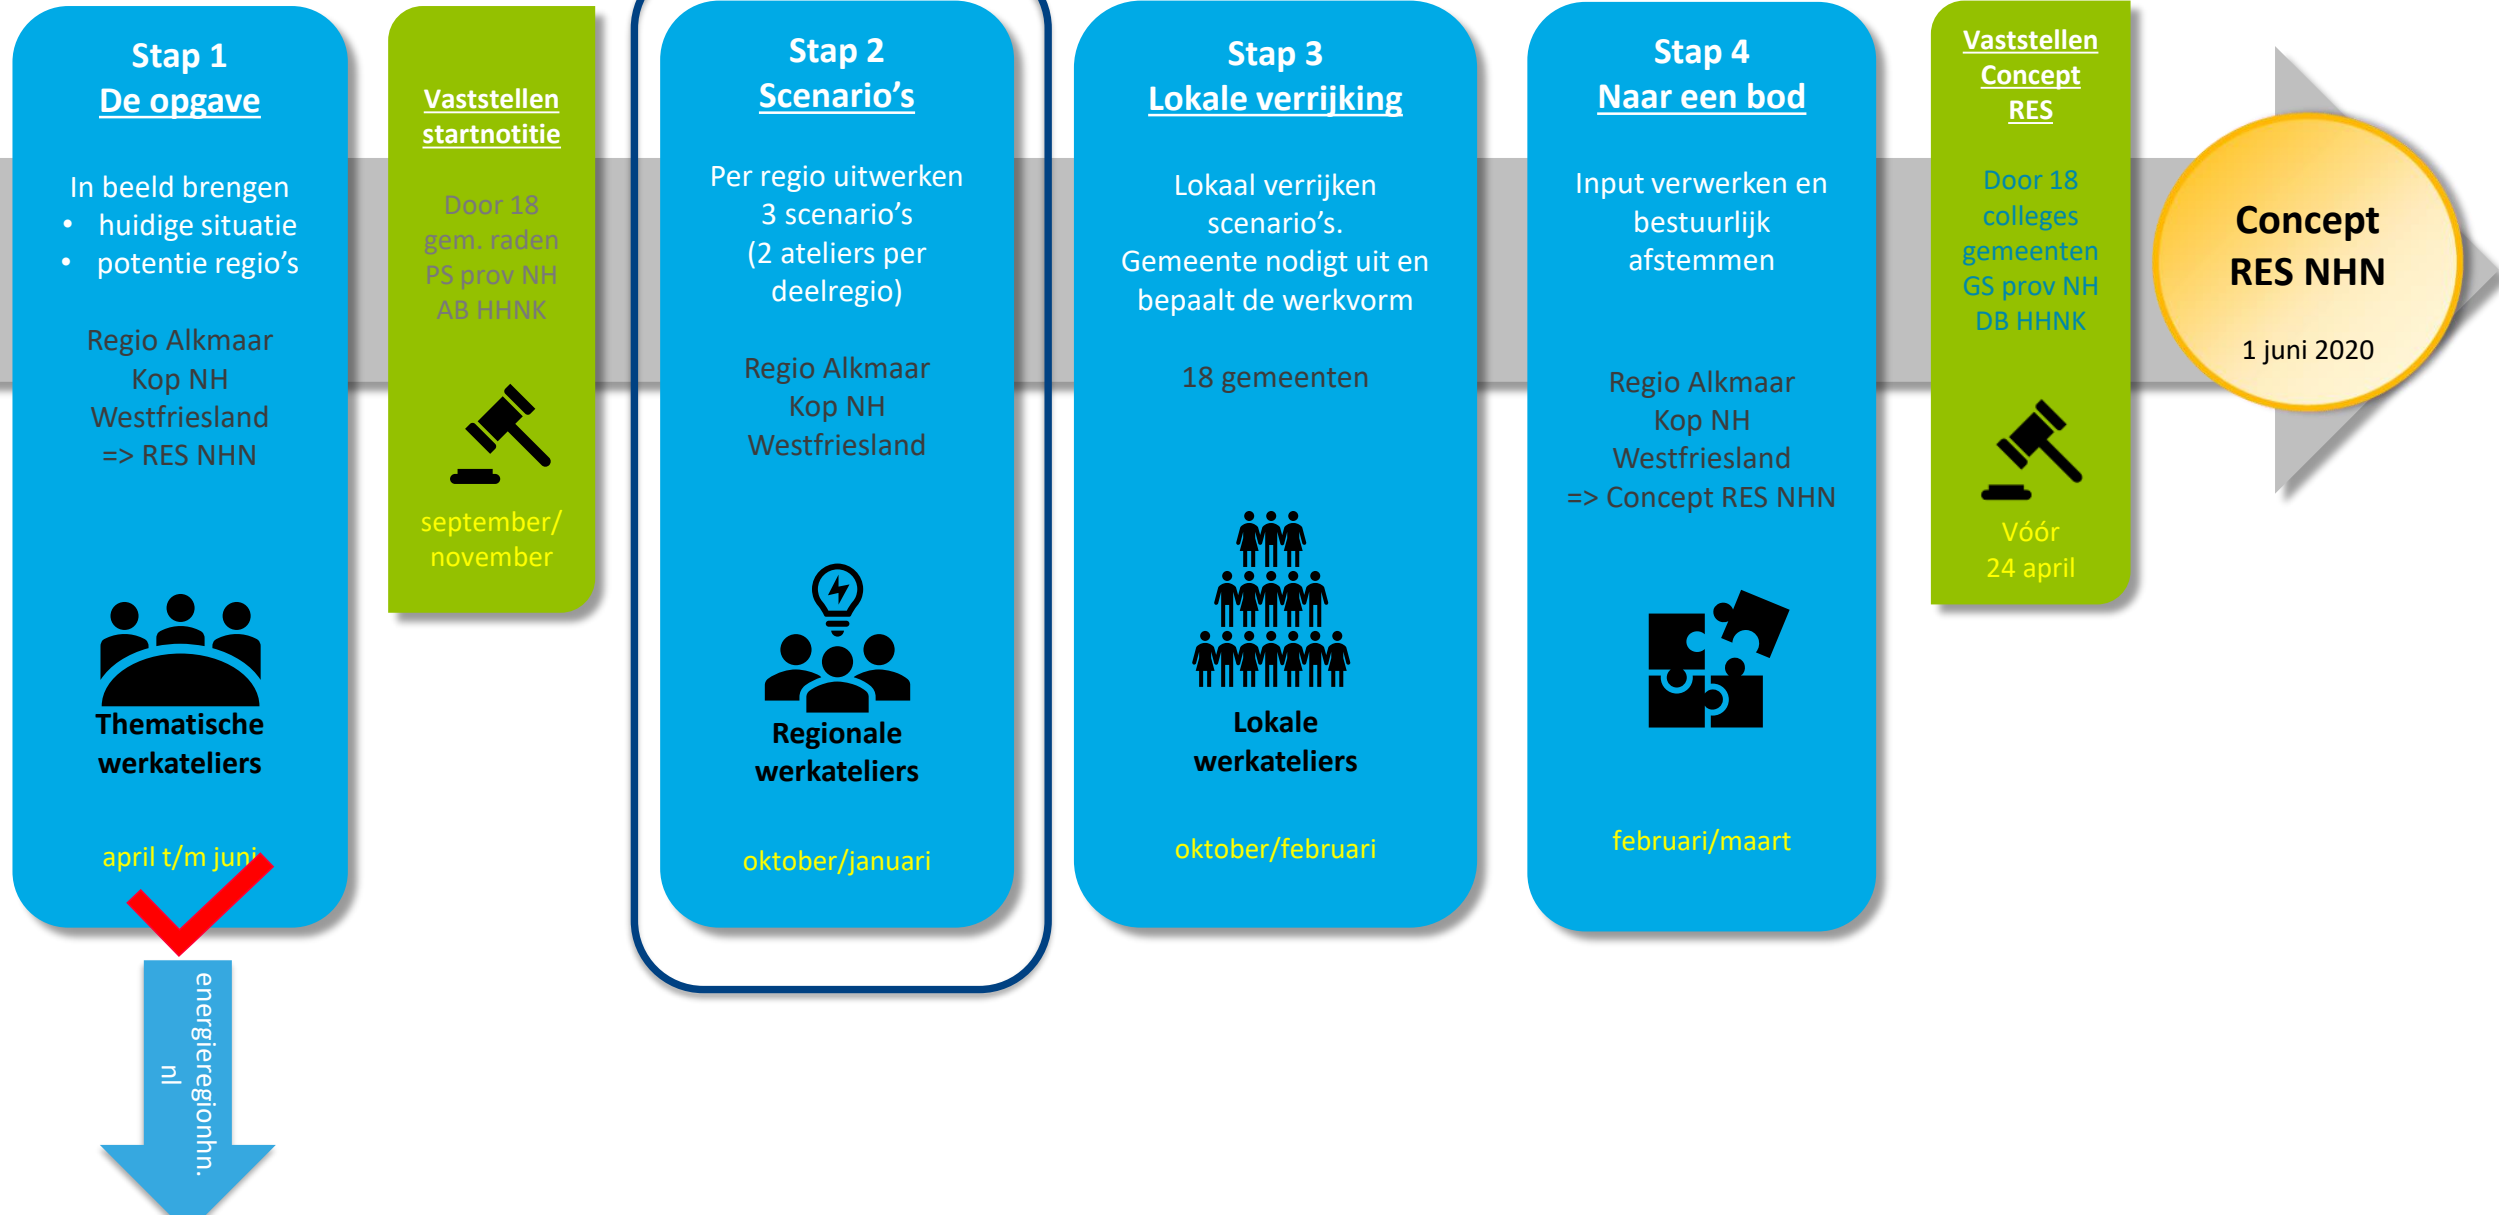 Stap 1
De opgave
In beeld brengen
• huidige situatie
• potentie regio's
Regio Alkmaar
Kop NH
Westfriesland
=> RES NHN
Thematische
werkateliers
april t/m juni
energieregionhn.
nl
Vaststellen
startnotitie
Door 18
gem. raden
PS prov NH
AB HHNK
september/
november
Stap 2
Scenario's
Per regio uitwerken
3 scenario's
(2 ateliers per
deelregio)
Regio Alkmaar
Kop NH
Westfriesland
Regionale
werkateliers
oktober/januari
Stap 3
Lokale verrijking
Lokaal verrijken
scenario's.
Gemeente nodigt uit en
bepaalt de werkvorm
18 gemeenten
Lokale
werkateliers
oktober/februari
Stap 4
Naar een bod
Input verwerken en
bestuurlijk
afstemmen
Regio Alkmaar
Kop NH
Westfriesland
=> Concept RES NHN
februari/maart
Vaststellen
Concept
RES
Door 18
colleges
gemeenten
GS prov NH
DB HHNK
Vóór
24 april
Concept
RES NHN
1 juni 2020